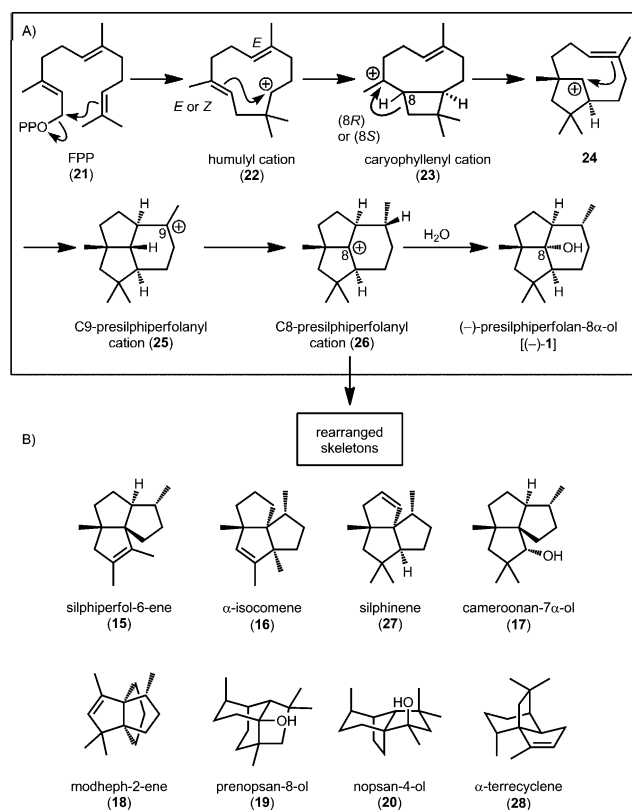 A)
PPO
FPP
(21)
E
E or Z
humulyl cation
(22)
8
(8R)
or (8S)
H
caryophyllenyl cation
(23)
H
24
H
9
H
H
C9-presilphiperfolanyl
cation (25)
H
H
8
H
C8-presilphiperfolanyl
cation (26)
H2O
H
8
OH
H
(–)-presilphiperfolan-8α-ol
[(–)-1]
rearranged
skeletons
B)
H
silphiperfol-6-ene
(15)
α-isocomene
(16)
H
silphinene
(27)
H
OH
cameroonan-7α-ol
(17)
modheph-2-ene
(18)
OH
prenopsan-8-ol
(19)
HO
nopsan-4-ol
(20)
α-terrecyclene
(28)